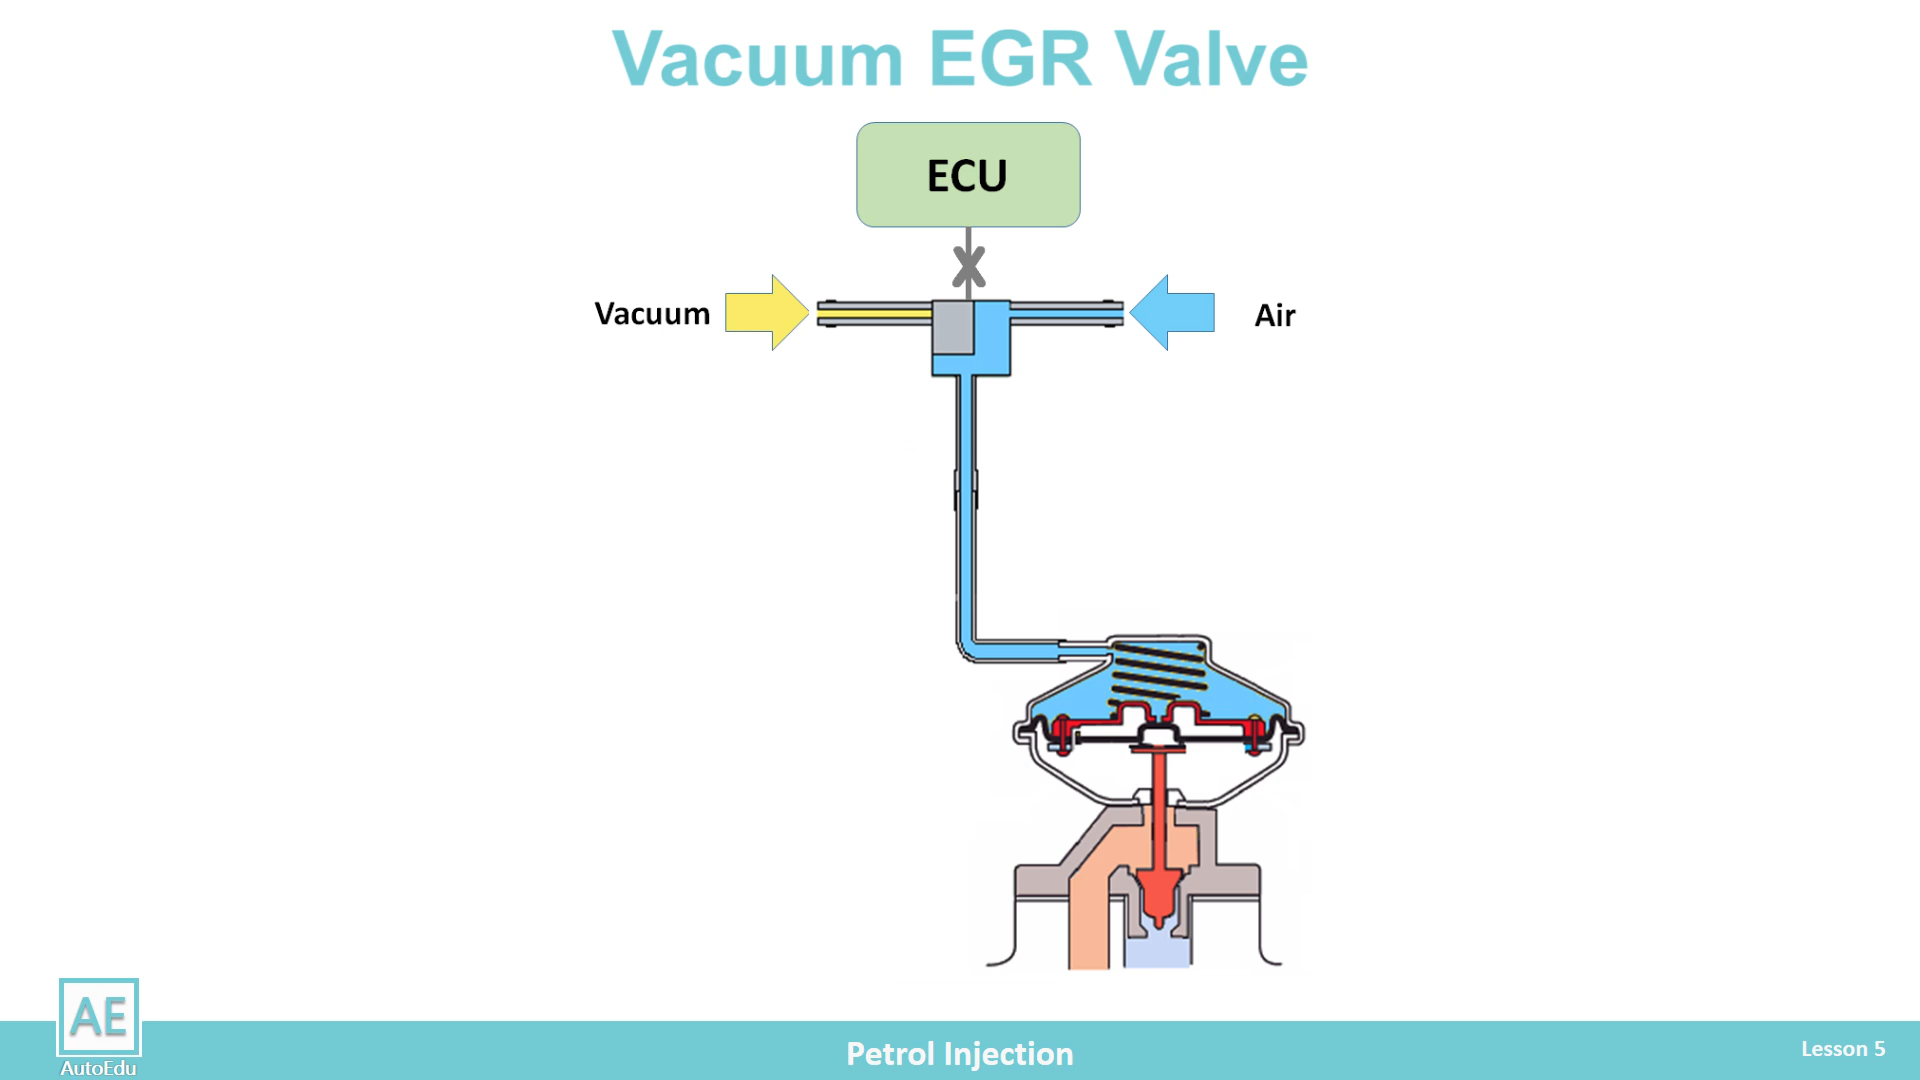 Vacuum EGR Valve
ECU
Vacuum
Air
AE
AutoEdu
Petrol Injection
Lesson 5